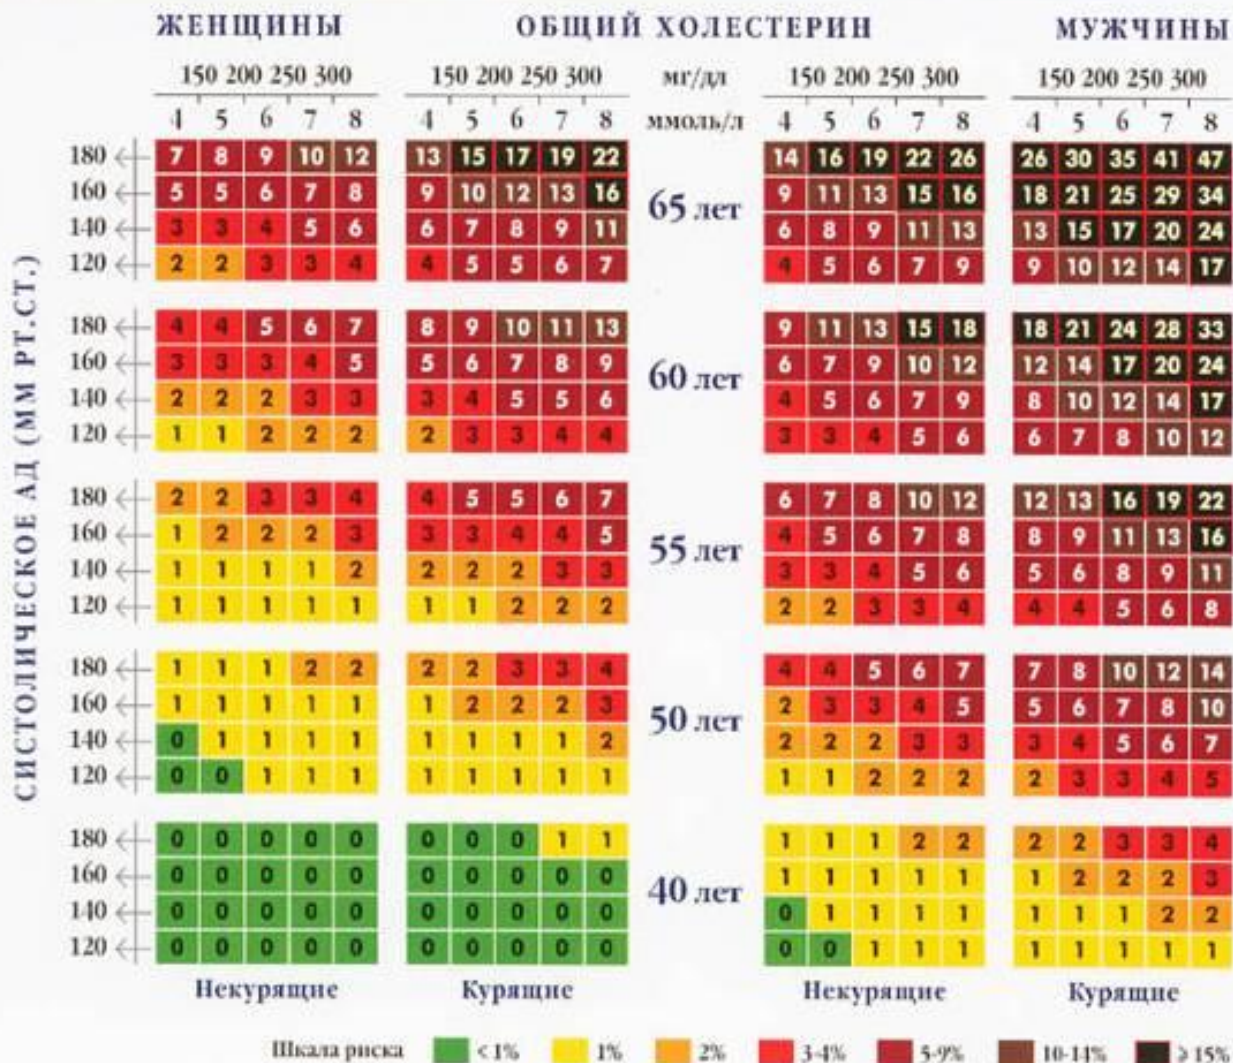 ЖЕНЩИНЫ ОБЩИЙ ХОЛЕСТЕРИН МУЖЧИНЫ
150 200 250 300 150 200 250 300 мг/дл 150 200 250 300 150 200 250 300
4 5 6 7 8 4 5 6 7 8 ммоль/л 4 5 6 7 8 4 5 6 7 8
СИСТОЛИЧЕСКОЕ АД (ММ РТ.СТ.)
180 7 8 9 10 12 13 15 17 19 22 14 16 19 22 26 26 30 35 41 47
160 5 5 6 7 8 9 10 12 13 16 9 11 13 15 16 18 21 25 29 34
65 лет
140 3 3 4 5 6 6 7 8 9 11 6 8 9 11 13 13 15 17 20 24
120 2 2 3 3 4 4 5 5 6 7 4 5 6 7 9 9 10 12 14 17
180 4 4 5 6 7 8 9 10 11 13 9 11 13 15 18 18 21 24 28 33
160 3 3 3 4 5 5 6 7 8 9 6 7 9 10 12 12 14 17 20 24
60 лет
140 2 2 2 3 3 3 4 5 5 6 4 5 6 7 9 8 10 12 14 17
120 1 1 2 2 2 2 3 3 4 4 3 3 4 5 6 6 7 8 10 12
180 2 2 3 3 4 4 5 5 6 7 6 7 8 10 12 12 13 16 19 22
160 1 2 2 2 3 3 3 4 4 5 4 5 6 7 8 8 9 11 13 16
55 лет
140 1 1 1 1 2 2 2 2 3 3 3 3 4 5 6 5 6 8 9 11
120 1 1 1 1 1 1 1 2 2 2 2 2 3 3 4 4 4 5 6 8
180 1 1 1 2 2 2 2 3 3 4 4 4 5 6 7 7 8 10 12 14
160 1 1 1 1 1 1 2 2 2 3 2 3 3 4 5 5 6 7 8 10
50 лет
140 0 1 1 1 1 1 1 1 1 2 2 2 2 3 3 3 4 5 6 7
120 0 0 1 1 1 1 1 1 1 1 1 1 2 2 2 2 3 3 4 5
180 0 0 0 0 0 0 0 0 1 1 1 1 1 2 2 2 2 3 3 4
160 0 0 0 0 0 0 0 0 0 0 1 1 1 1 1 1 2 2 2 3
40 лет
140 0 0 0 0 0 0 0 0 0 0 0 1 1 1 1 1 1 1 2 2
120 0 0 0 0 0 0 0 0 0 0 0 0 1 1 1 1 1 1 1 1
Некурящие Курящие Некурящие Курящие
Шкала риска < 1% 1% 2% 3-4% 5-9% 10-14% ≥ 15%